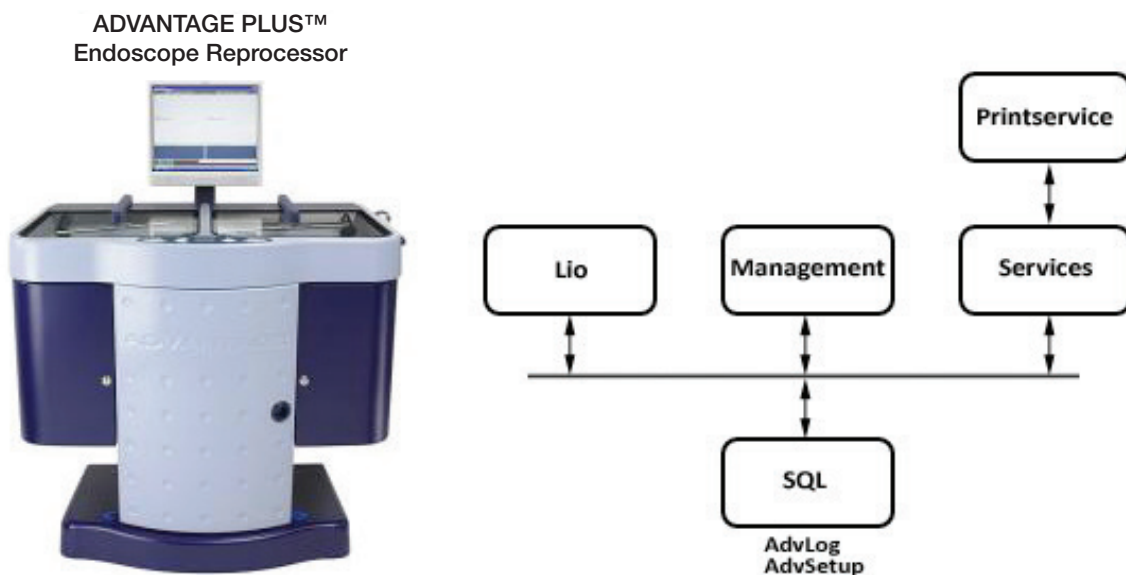 ADVANTAGE PLUS™
Endoscope Reprocessor
Printservice
Lio
Management
Services
SQL
AdvLog
AdvSetup